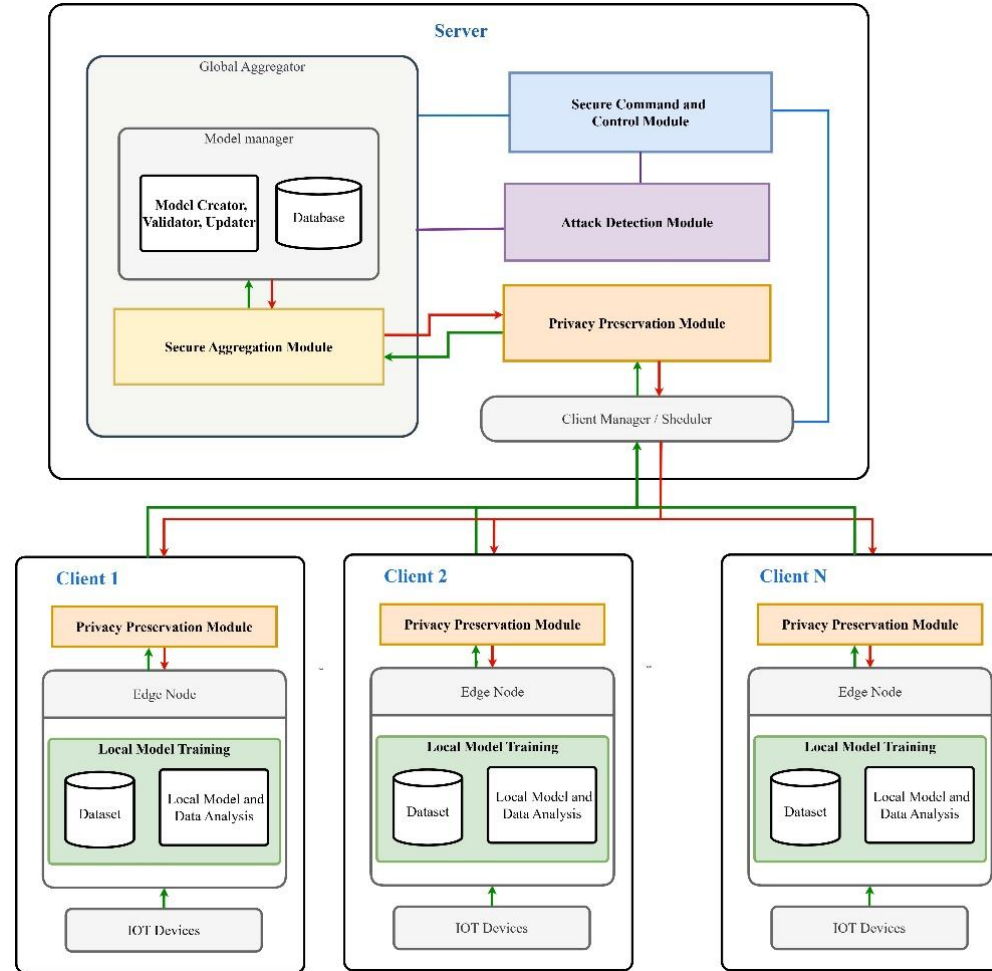 Server
Global Aggregator
Secure Command and
Control Module
Model manager
Model Creator,
Validator, Updater
Database
Attack Detection Module
Secure Aggregation Module
Privacy Preservation Module
Client Manager / Sheduler
Client 1
Privacy Preservation Module
Edge Node
Local Model Training
Dataset
Local Model and
Data Analysis
IOT Devices
Client 2
Privacy Preservation Module
Edge Node
Local Model Training
Dataset
Local Model and
Data Analysis
IOT Devices
Client N
Privacy Preservation Module
Edge Node
Local Model Training
Dataset
Local Model and
Data Analysis
IOT Devices